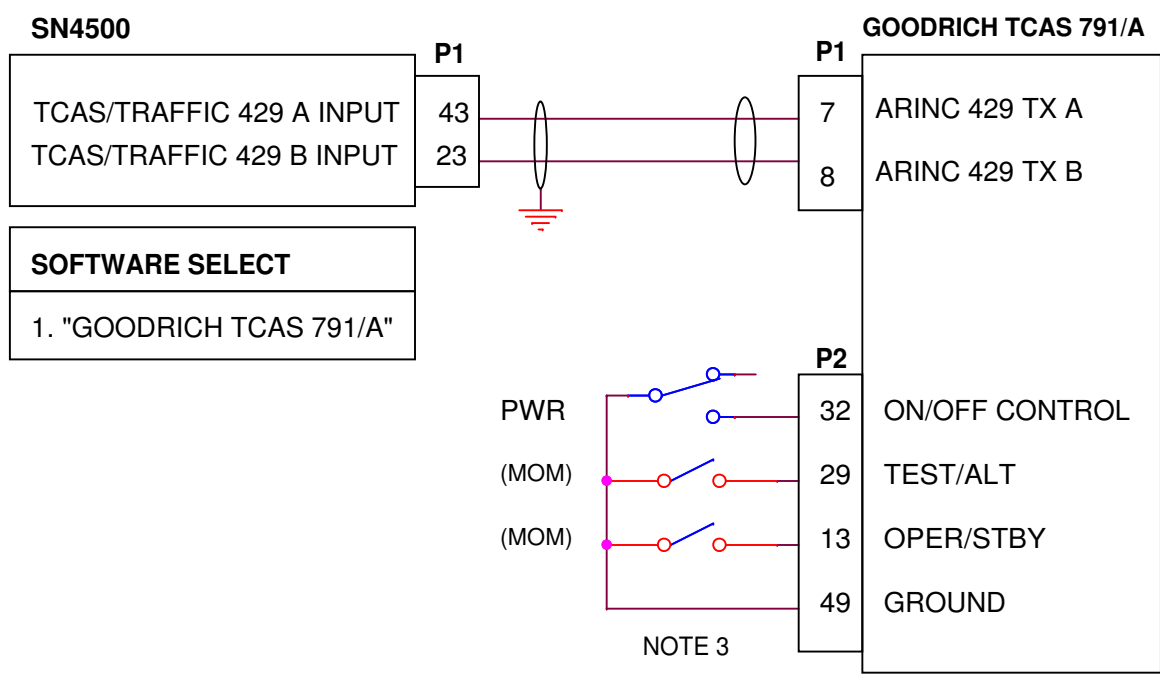 SN4500
GOODRICH TCAS 791/A
P1
P1
TCAS/TRAFFIC 429 A INPUT
43
7
ARINC 429 TX A
TCAS/TRAFFIC 429 B INPUT
23
8
ARINC 429 TX B
SOFTWARE SELECT
1. "GOODRICH TCAS 791/A"
P2
PWR
32
ON/OFF CONTROL
(MOM)
29
TEST/ALT
(MOM)
13
OPER/STBY
49
GROUND
NOTE 3